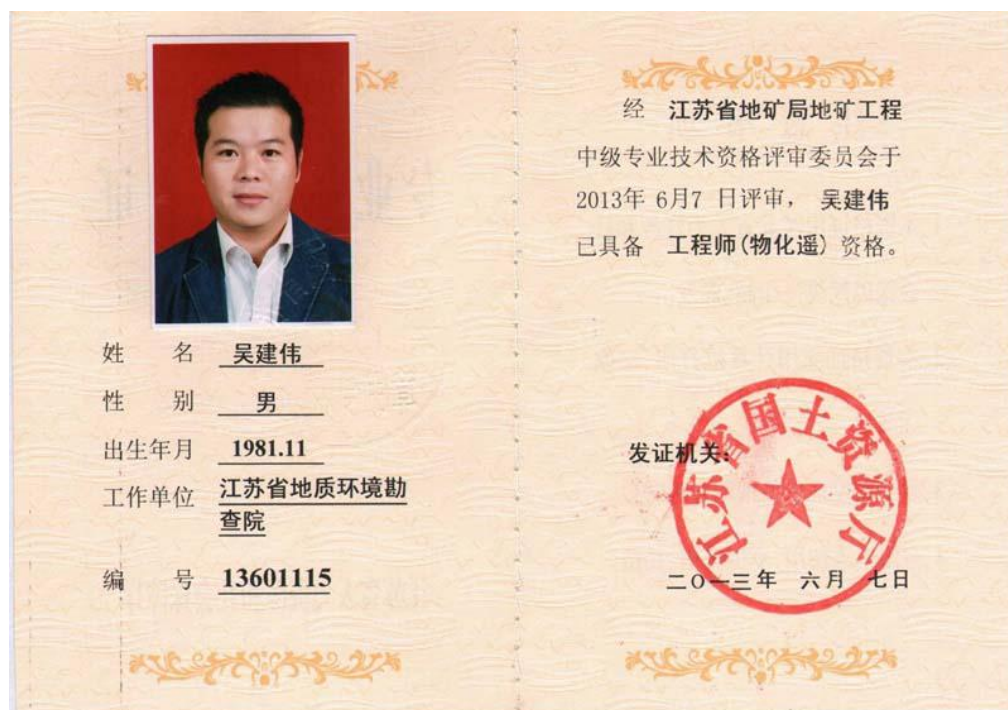 姓 名 吴建伟
性 别 男
出生年月 1981.11
工作单位 江苏省地质环境勘
查院
编 号 13601115
经 江苏省地矿局地矿工程
中级专业技术资格评审委员会于
2013年 6月7 日评审， 吴建伟
已具备 工程师(物化遥) 资格。
江苏省国土资源厅
发证机关：
二〇一三年 六月 七日